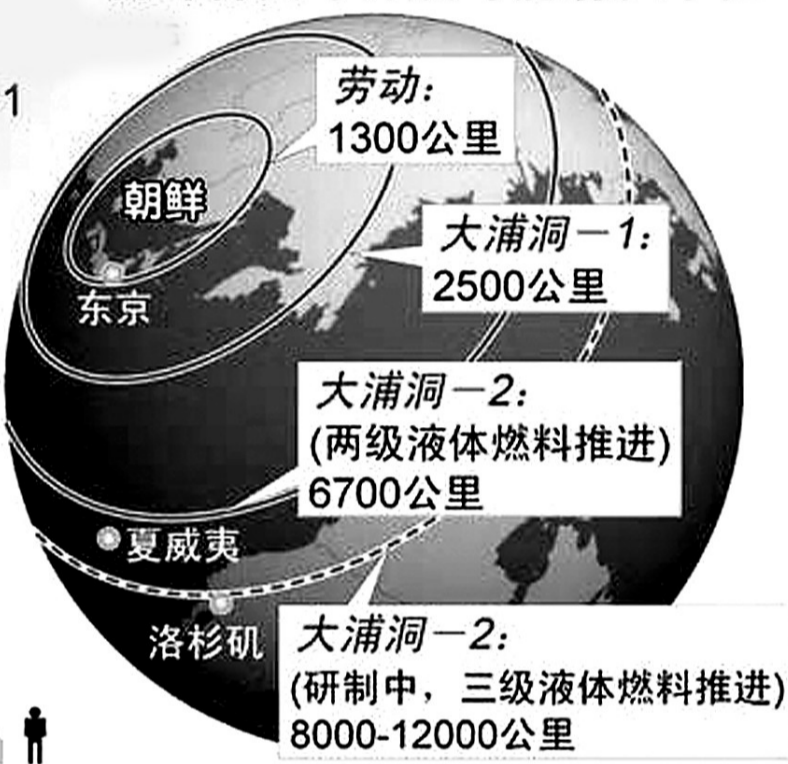 1
劳动：
1300公里
朝鲜
大浦洞－1：
2500公里
东京
大浦洞－2：
(两级液体燃料推进)
6700公里
夏威夷
洛杉矶
大浦洞－2：
(研制中，三级液体燃料推进)
8000-12000公里